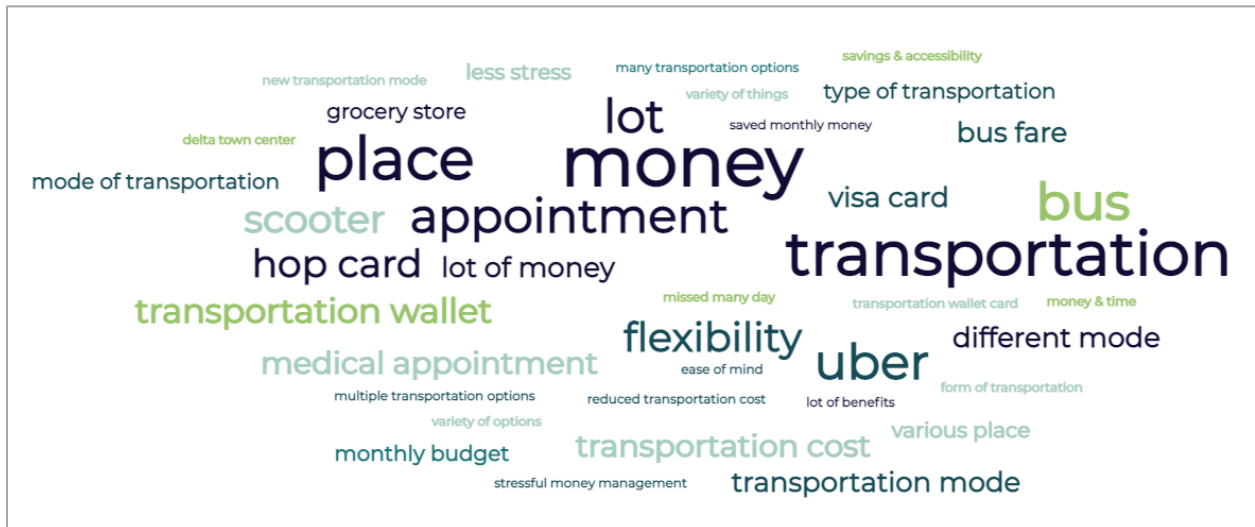 savings & accessibility
new transportation mode
less stress
many transportation options
variety of things
type of transportation
grocery store
lot
saved monthly money
bus fare
delta town center
place
money
mode of transportation
visa card
bus
scooter
appointment
transportation
hop card
lot of money
transportation wallet
missed many day
transportation wallet card
money & time
flexibility
different mode
medical appointment
ease of mind
uber
form of transportation
multiple transportation options
reduced transportation cost
lot of benefits
variety of options
various place
monthly budget
transportation cost
stressful money management
transportation mode